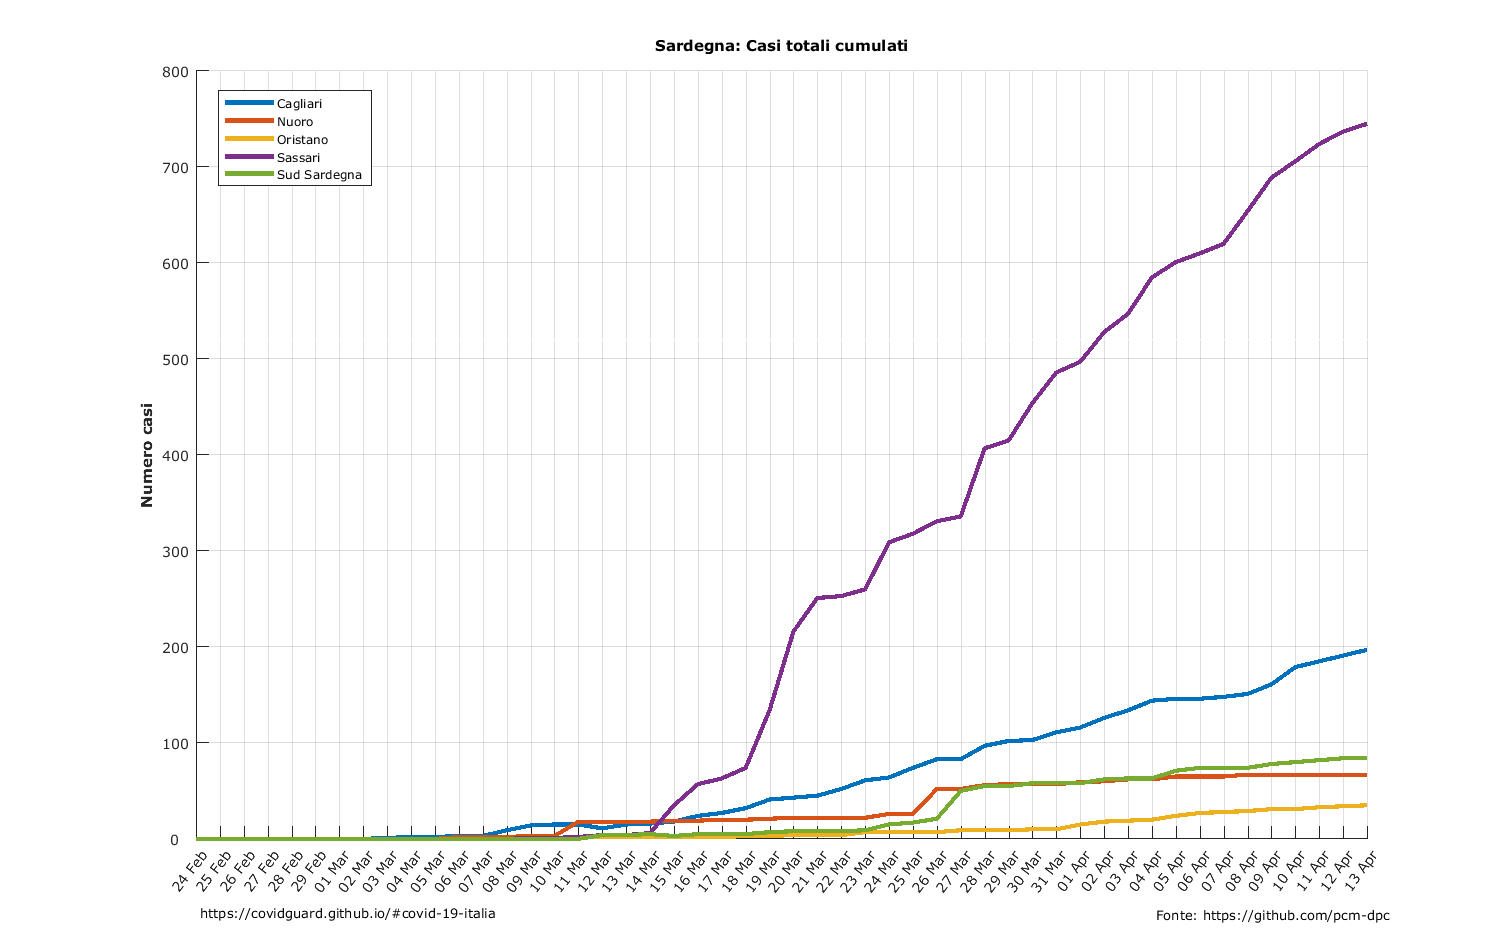 Sardegna: Casi totali cumulati
800
700
600
500
400
300
200
100
0
Numero casi
Cagliari
Nuoro
Oristano
Sassari
Sud Sardegna
24 Feb
25 Feb
26 Feb
27 Feb
28 Feb
29 Feb
01 Mar
02 Mar
03 Mar
04 Mar
05 Mar
06 Mar
07 Mar
08 Mar
09 Mar
10 Mar
11 Mar
12 Mar
13 Mar
14 Mar
15 Mar
16 Mar
17 Mar
18 Mar
19 Mar
20 Mar
21 Mar
22 Mar
23 Mar
24 Mar
25 Mar
26 Mar
27 Mar
28 Mar
29 Mar
30 Mar
31 Mar
01 Apr
02 Apr
03 Apr
04 Apr
05 Apr
06 Apr
07 Apr
08 Apr
09 Apr
10 Apr
11 Apr
12 Apr
13 Apr
https://covidguard.github.io/#covid-19-italia
Fonte: https://github.com/pcm-dpc